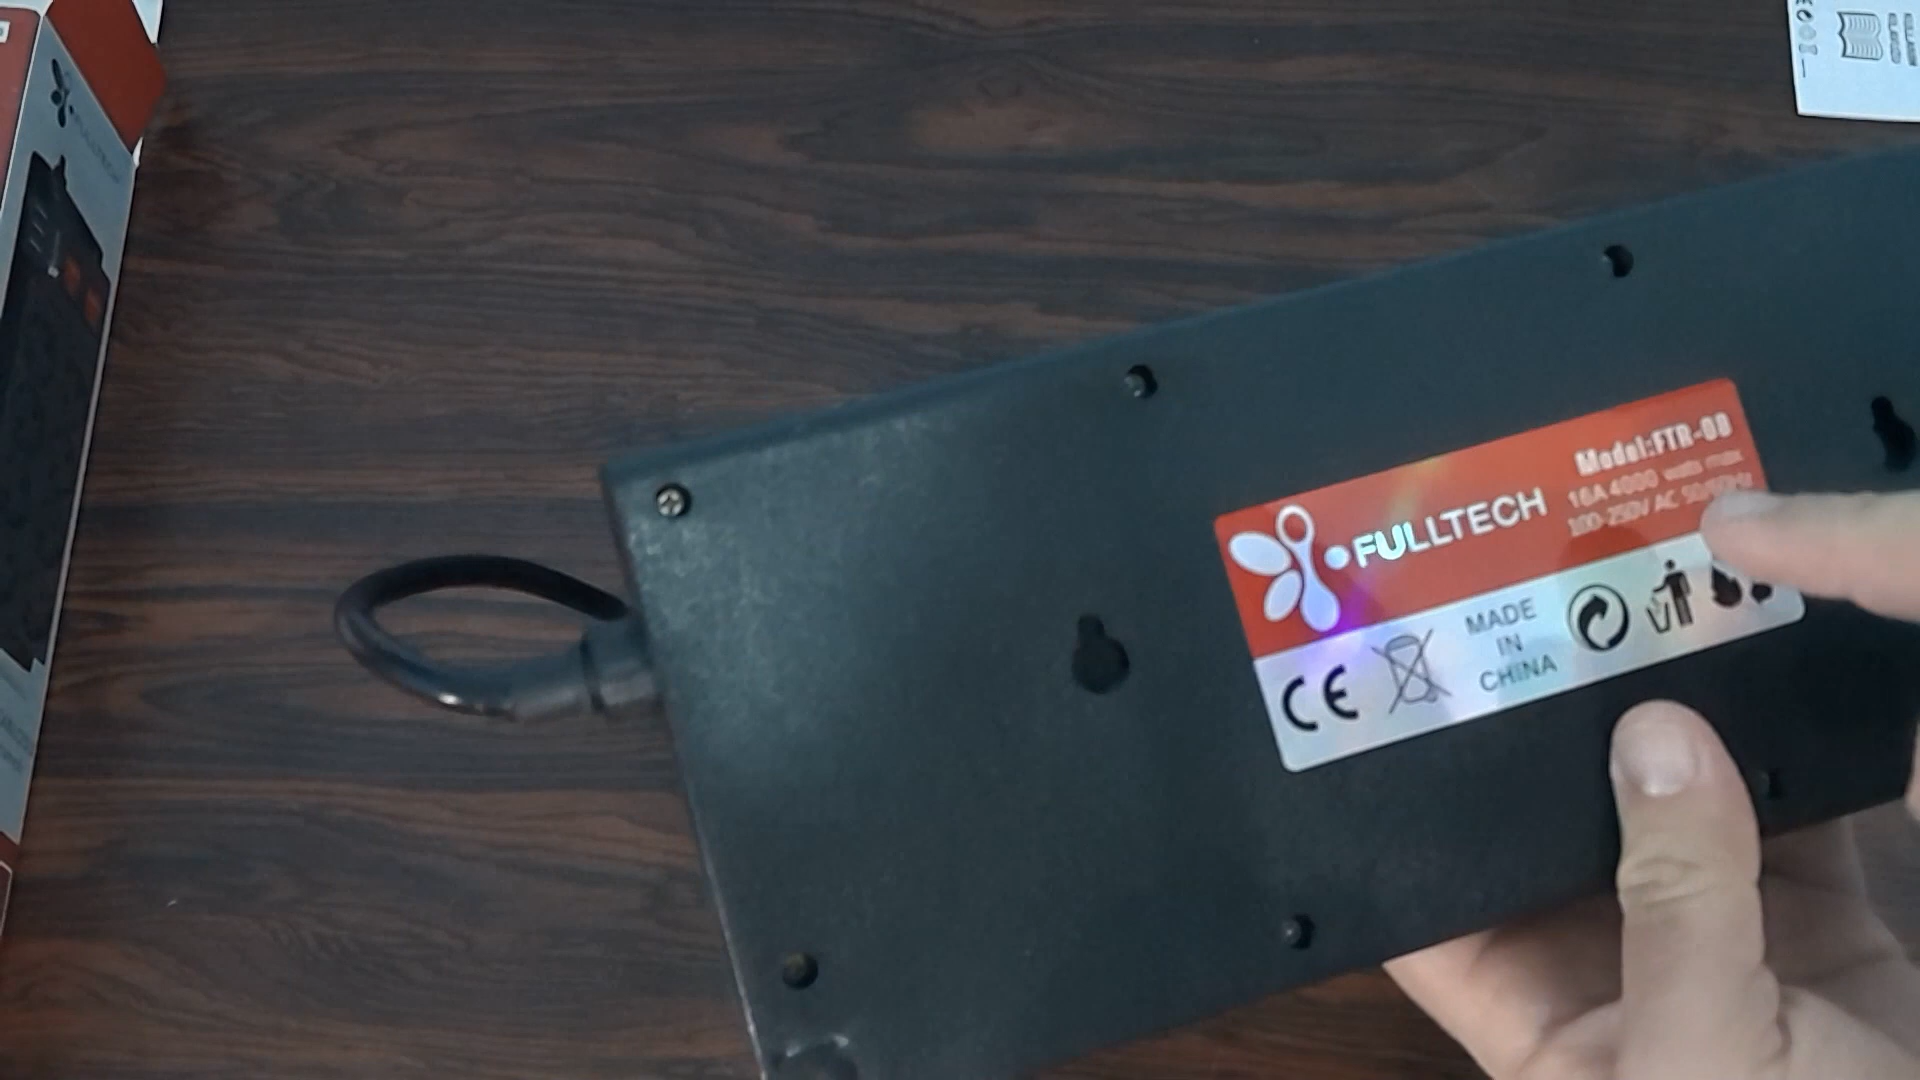 Model:FTR-08
16A 4000 watts max
100-250V AC 50/60Hz
FULLTECH
CE
MADE
IN
CHINA